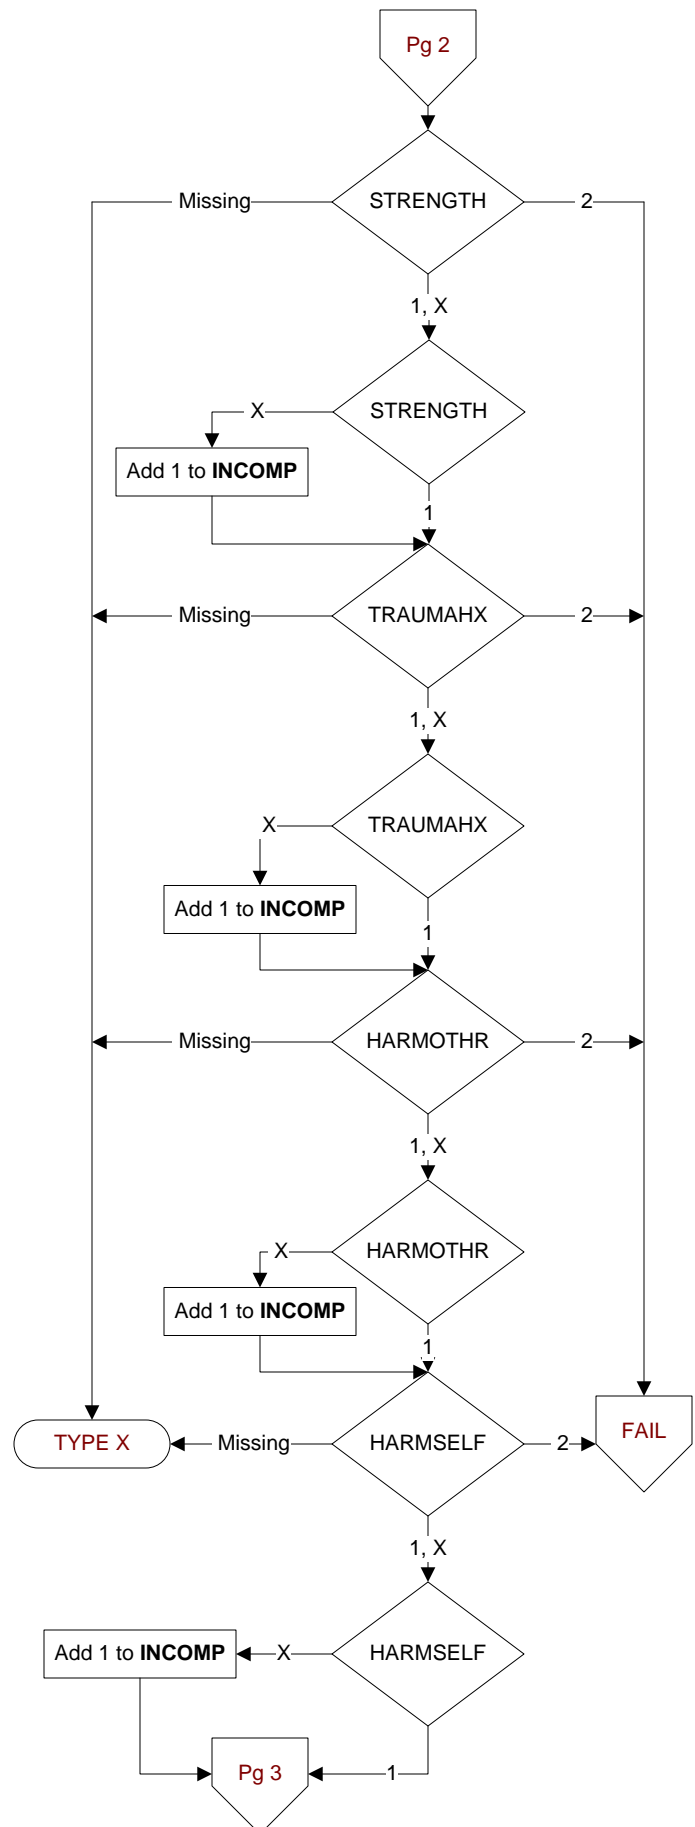 Pg 2
Missing
STRENGTH
2
1, X
X
STRENGTH
Add 1 to INCOMP
1
Missing
TRAUMAHX
2
1, X
X
TRAUMAHX
Add 1 to INCOMP
1
Missing
HARMOTHR
2
1, X
X
HARMOTHR
Add 1 to INCOMP
1
TYPE X
Missing
HARMSELF
2
FAIL
1, X
Add 1 to INCOMP
X
HARMSELF
Pg 3
1